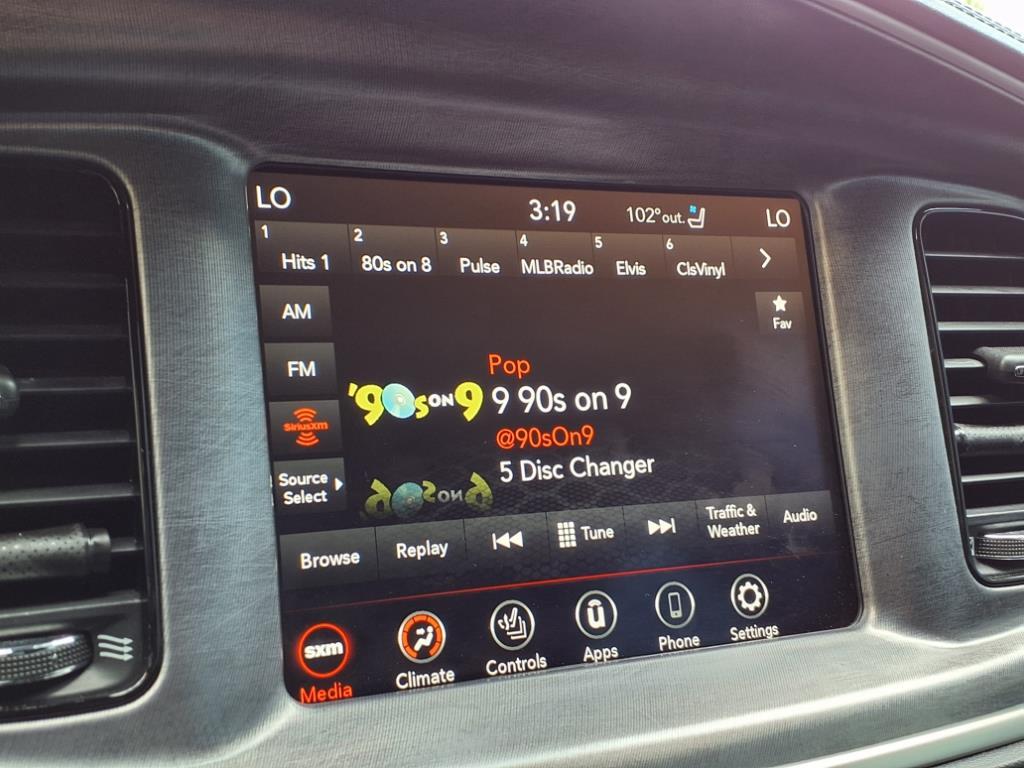 LO
3:19
102° out.
LO
1
Hits 1
2
80s on 8
3
Pulse
4
MLBRadio
5
Elvis
6
ClsVinyl
AM
Fav
FM
Pop
'90s ON 9
9 90s on 9
SiriusXM
@90sOn9
5 Disc Changer
Source
Select
Browse
Replay
Tune
Traffic &
Weather
Audio
sxm
Media
Climate
Controls
Apps
Phone
Settings